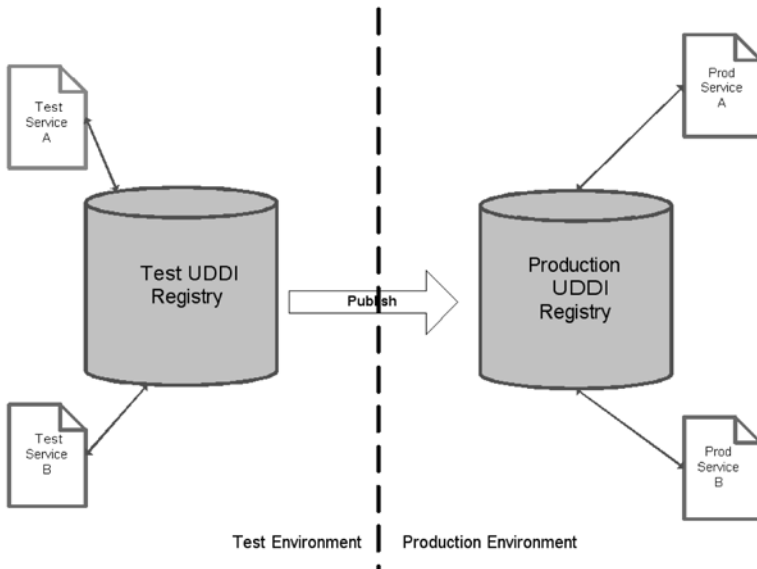 Test
Service
A
Test UDDI
Registry
Test
Service
B
Publish
Prod
Service
A
Production
UDDI
Registry
Prod
Service
B
Test Environment
Production Environment